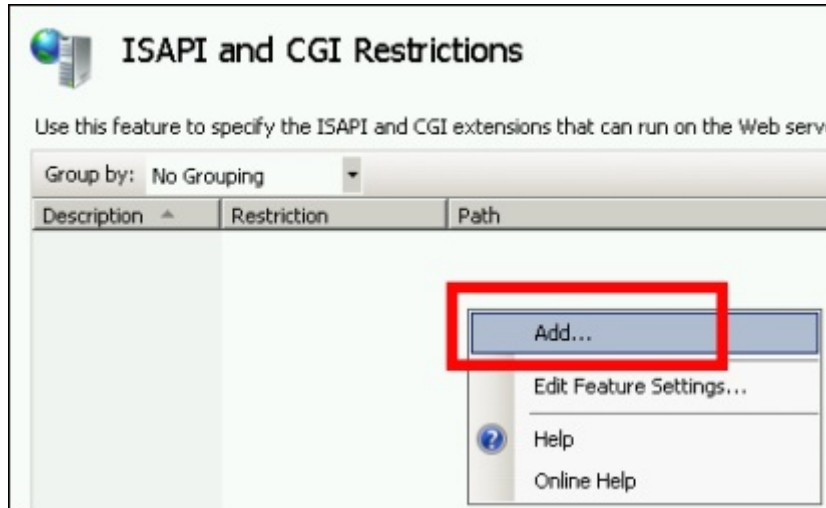 ISAPI and CGI Restrictions
Use this feature to specify the ISAPI and CGI extensions that can run on the Web
Group by: No Grouping
Description Restriction Path
Add...
Edit Feature Settings...
Help
Online Help